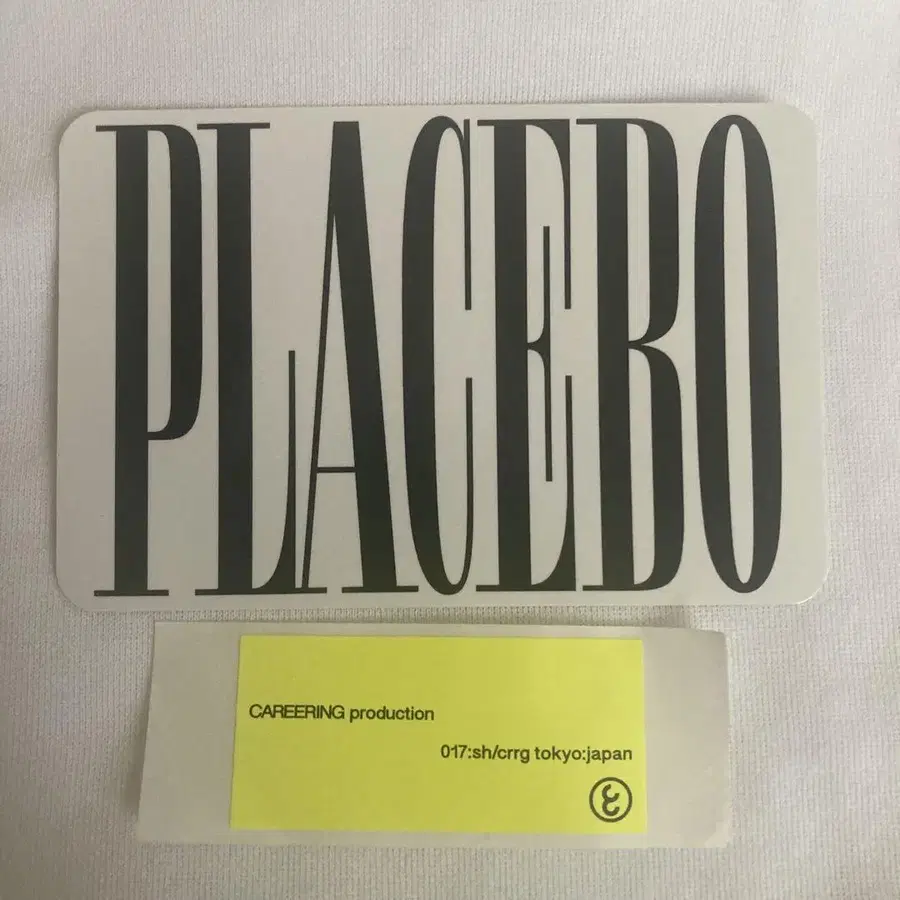 PLACEBO
CAREERING production
017:sh/crrg tokyo:japan